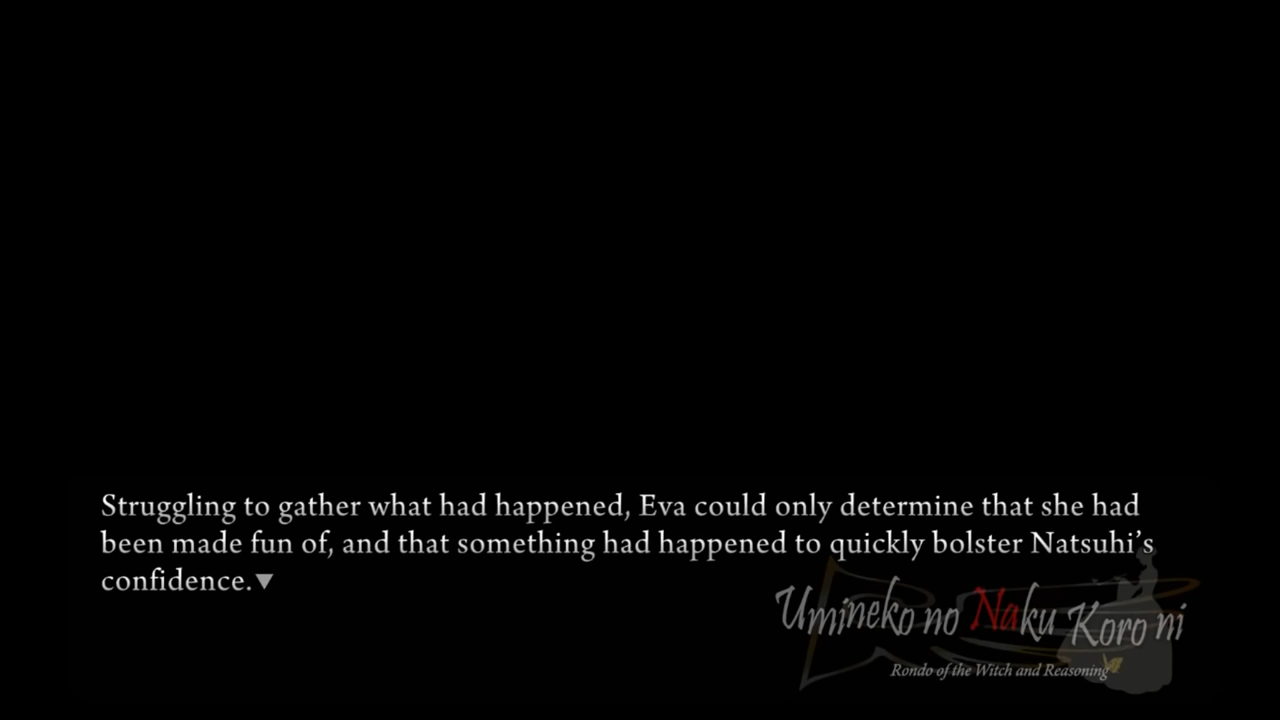 Struggling to gather what had happened, Eva could only determine that she had
been made fun of, and that something had happened to quickly bolster Natsuhi’s
confidence.▼
Umineko no Naku Koro ni
Rondo of the Witch and Reasoning